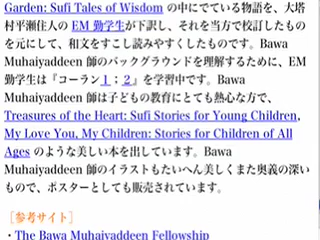 Garden: Sufi Tales of Wisdom の中にでている物語を、大塔
村平瀬住人の EM 勤学生が下訳し、それを当方で校訂したもの
を元にして、和文をすこし読みやすくしたものです。Bawa
Muhaiyaddeen 師のバックグラウンドを理解するために、EM
勤学生は『コーラン１；２』を学習中です。Bawa
Muhaiyaddeen 師は子どもの教育にとても熱心な方で、
Treasures of the Heart: Sufi Stories for Young Children,
My Love You, My Children: Stories for Children of All
Ages のような美しい本を出しています。Bawa
Muhaiyaddeen 師のイラストもたいへん美しくまた奥義の深い
もので、ポスターとしても販売されています。
［参考サイト］
・The Bawa Muhaiyaddeen Fellowship